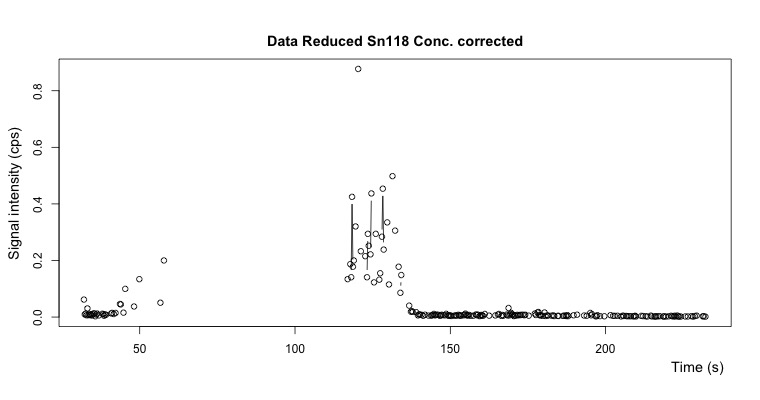 Data Reduced Sn118 Conc. corrected
Signal intensity (cps)
0.8
0.6
0.4
0.2
0.0
50 100 150 200
Time (s)